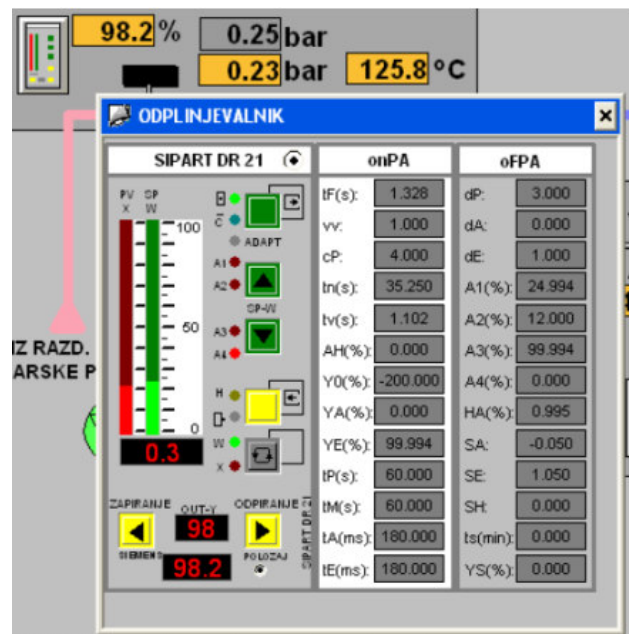 98.2 % 0.25 bar
0.23 bar 125.8 °C
ODPLINJEVALNIK
SIPART DR 21 onPA oFPA
PV SP
X W
100
50
0
C
ADAPT
A1
A2
SP-W
A3
A4
H
W
X
0.3
ZAPIRANJE OUT-Y ODPIRANJE
98
SIEMENS 98.2 POLOZAJ
SIPART DR 21
tF(s): 1.328
vv: 1.000
cP: 4.000
tn(s): 35.250
tv(s): 1.102
AH(%): 0.000
Y0(%): -200.000
YA(%): 0.000
YE(%): 99.994
tP(s): 60.000
tM(s): 60.000
tA(ms): 180.000
tE(ms): 180.000
dP: 3.000
dA: 0.000
dE: 1.000
A1(%): 24.994
A2(%): 12.000
A3(%): 99.994
A4(%): 0.000
HA(%): 0.995
SA: -0.050
SE: 1.050
SH: 0.000
ts(min): 0.000
YS(%): 0.000
IZ RAZD.
ARSKE P